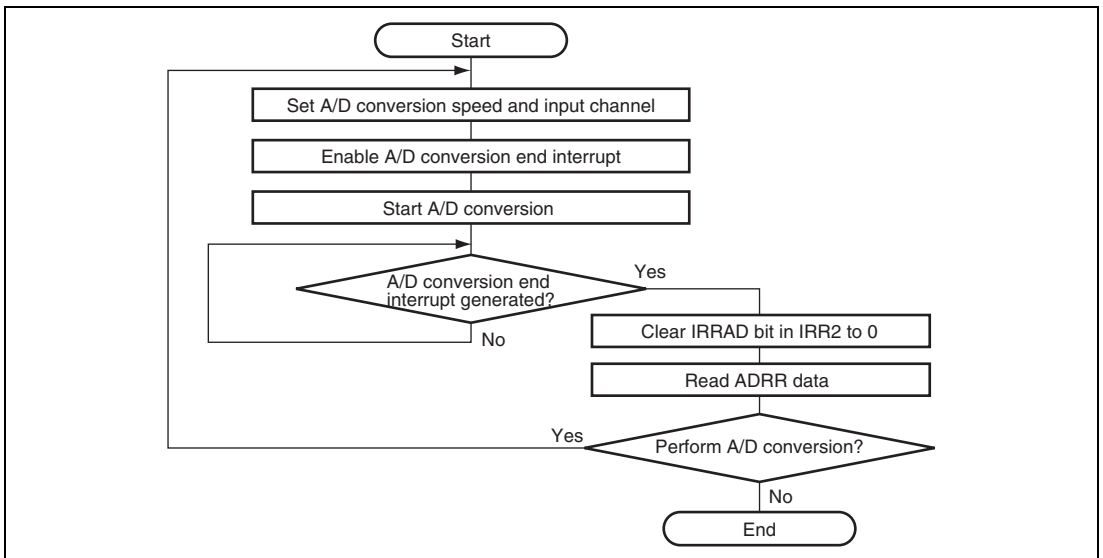 Start
Set A/D conversion speed and input channel
Enable A/D conversion end interrupt
Start A/D conversion
A/D conversion end
interrupt generated?
Yes
No
Clear IRRAD bit in IRR2 to 0
Read ADRR data
Perform A/D conversion?
Yes
No
End